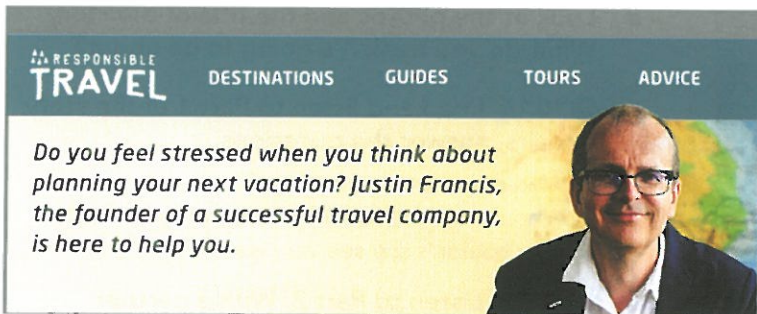 RESPONSIBLE
TRAVEL
DESTINATIONS GUIDES TOURS ADVICE
Do you feel stressed when you think about
planning your next vacation? Justin Francis,
the founder of a successful travel company,
is here to help you.